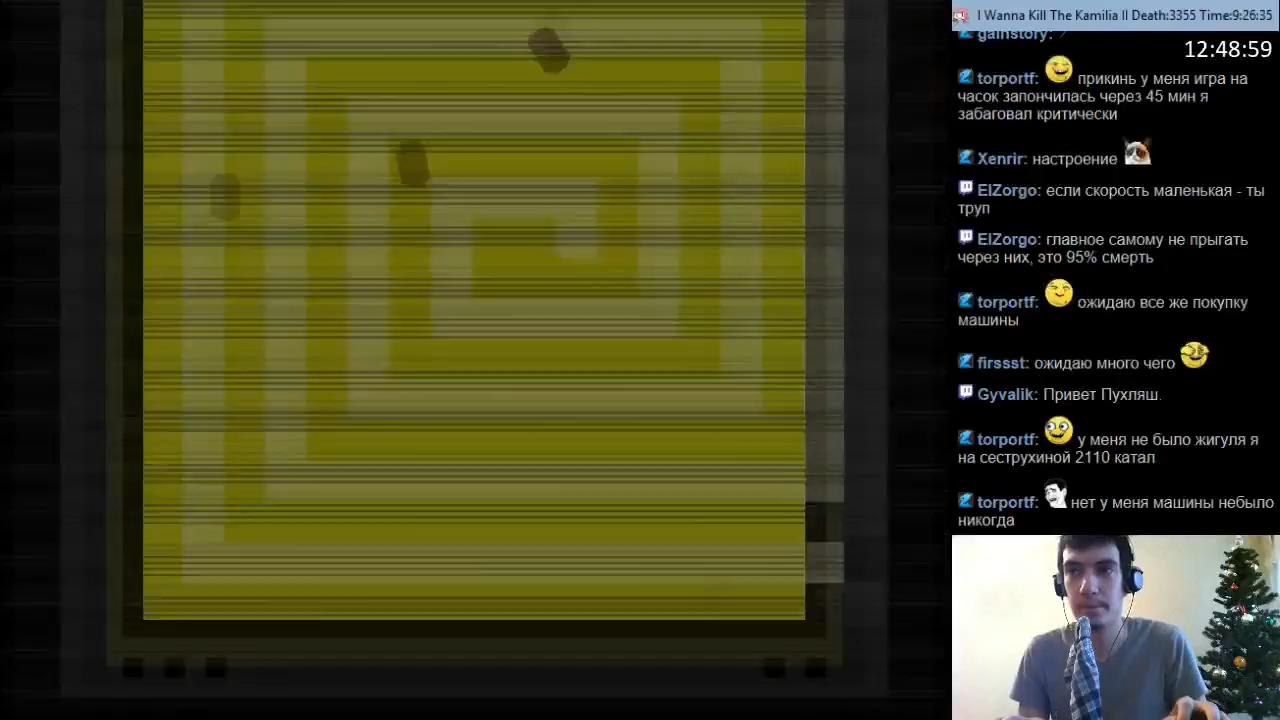 I Wanna Kill The Kamilia II Death:3355 Time:9:26:35
gainstory:
12:48:59
torportf: прикинь у меня игра на
часок запончилась через 45 мин я
забаговал критически
Xenrir: настроение
ElZorgo: если скорость маленькая - ты
труп
ElZorgo: главное самому не прыгать
через них, это 95% смерть
torportf: ожидаю все же покупку
машины
firssst: ожидаю много чего
Gyvalik: Привет Пухляш.
torportf: у меня не было жигуля я
на сеструхиной 2110 катал
torportf: нет у меня машины небыло
никогда